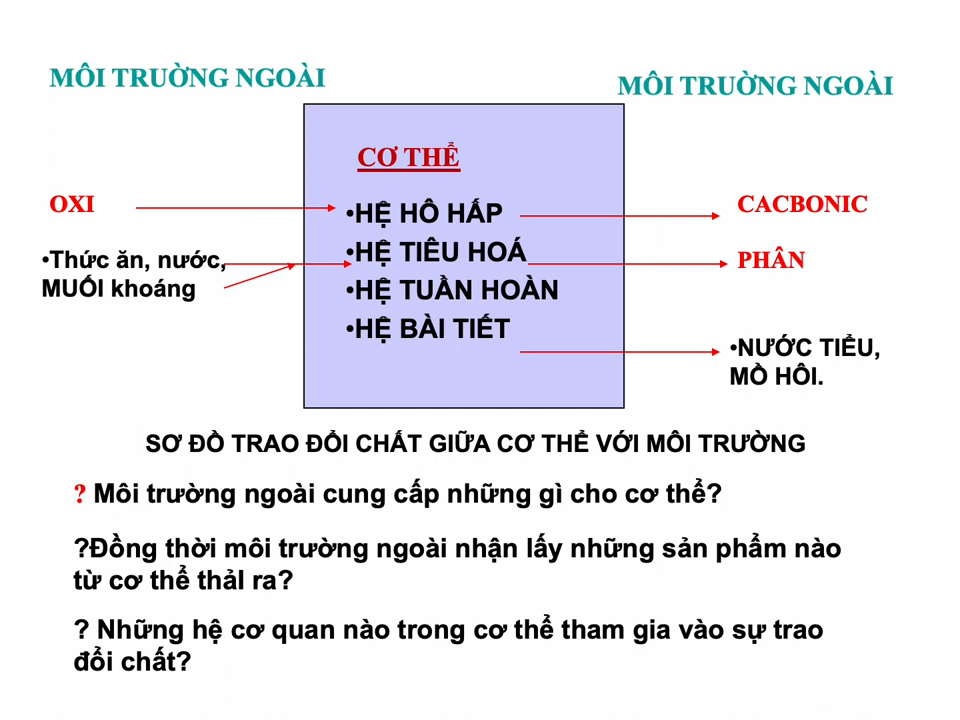 MÔI TRUỜNG NGOÀI
MÔI TRUỜNG NGOÀI
CƠ THỂ
OXI
•HỆ HÔ HẤP
CACBONIC
•Thức ăn, nước,
MUỐI khoáng
•HỆ TIÊU HOÁ
PHÂN
•HỆ TUẦN HOÀN
•HỆ BÀI TIẾT
•NƯỚC TIỂU,
MỒ HÔI.
SƠ ĐỒ TRAO ĐỔI CHẤT GIỮA CƠ THỂ VỚI MÔI TRƯỜNG
? Môi trường ngoài cung cấp những gì cho cơ thể?
?Đồng thời môi trường ngoài nhận lấy những sản phẩm nào
từ cơ thể thảI ra?
? Những hệ cơ quan nào trong cơ thể tham gia vào sự trao
đổi chất?